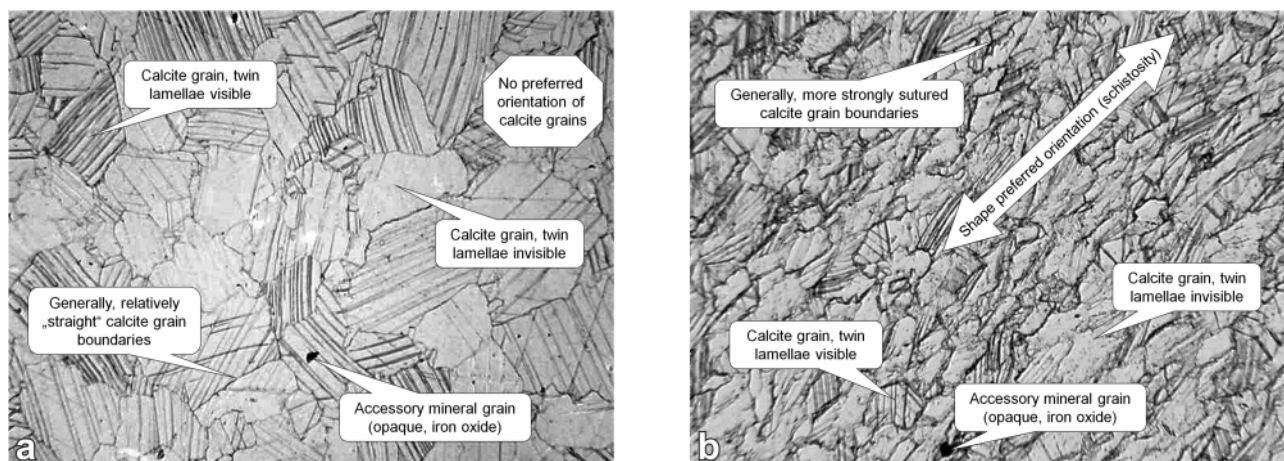 Calcite grain, twin
lamellae visible
No preferred
orientation of
calcite grains
Calcite grain, twin
lamellae invisible
Generally, relatively
„straight“ calcite grain
boundaries
Accessory mineral grain
(opaque, iron oxide)
a
Generally, more strongly sutured
calcite grain boundaries
Shape preferred orientation (schistosity)
Calcite grain, twin
lamellae invisible
Calcite grain, twin
lamellae visible
Accessory mineral grain
(opaque, iron oxide)
b